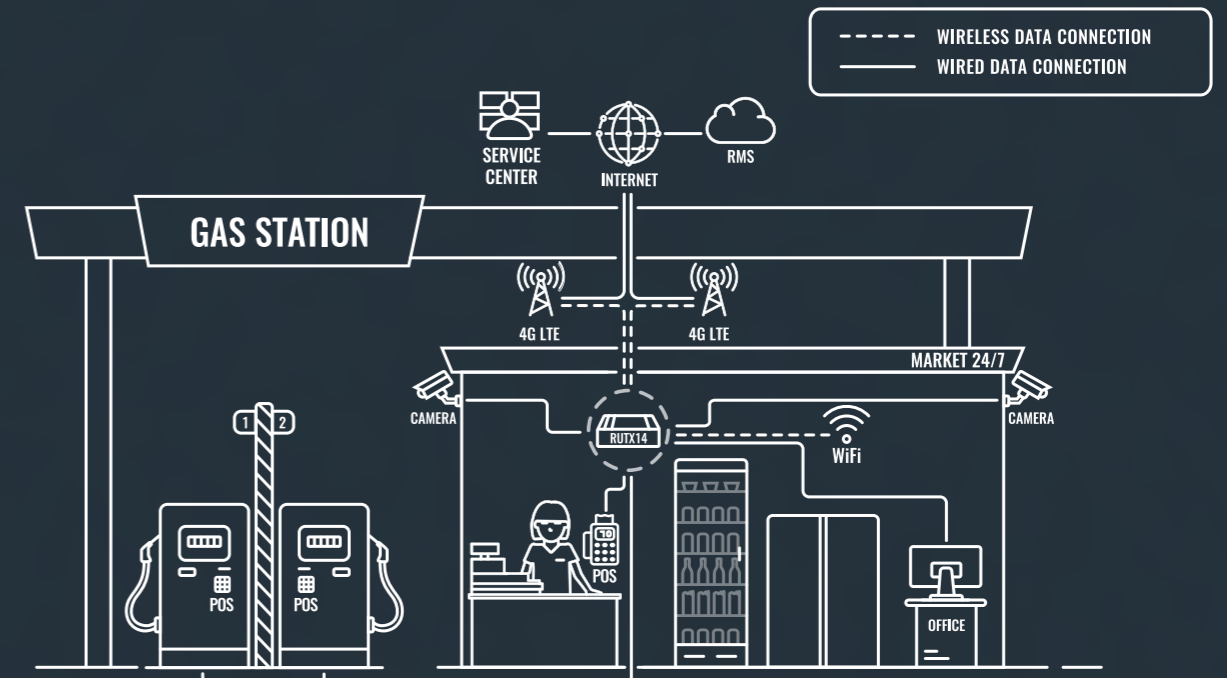 WIRELESS DATA CONNECTION
WIRED DATA CONNECTION
SERVICE
CENTER
INTERNET
RMS
GAS STATION
4G LTE
4G LTE
MARKET 24/7
CAMERA
CAMERA
1
2
RUTX14
WiFi
10
POS
POS
POS
OFFICE